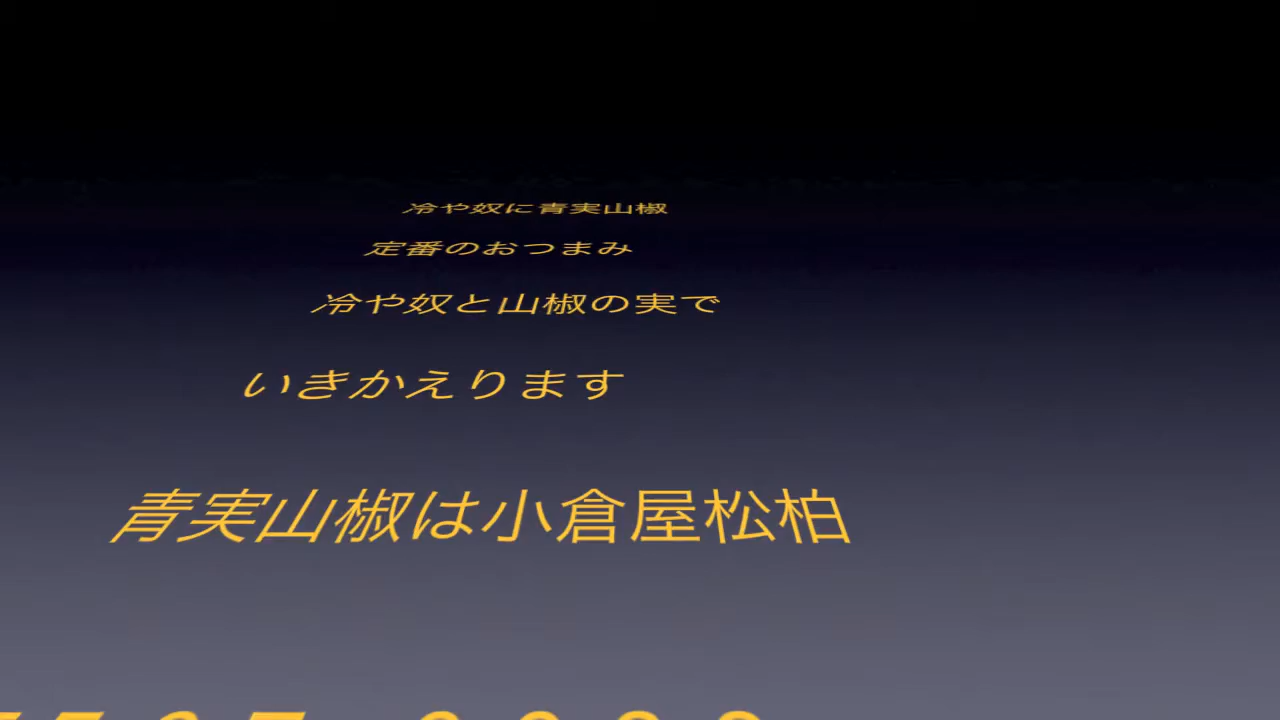 冷や奴に青実山椒
定番のおつまみ
冷や奴と山椒の実で
いきかえります
青実山椒は小倉屋松柏